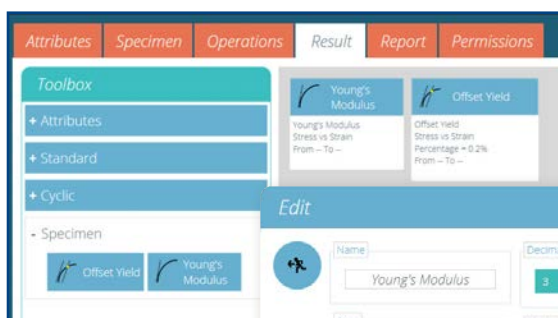 Attributes Specimen Operations Result Report Permissions
Toolbox
+ Attributes
+ Standard
+ Cyclic
- Specimen
Offset Yield
Young's
Modulus
Young's
Modulus
Young's Modulus
Stress vs Strain
From -- To --
Offset Yield
Offset Yield
Stress vs Strain
Percentage = 0.2%
From -- To --
Edit
Name
Young's Modulus
3